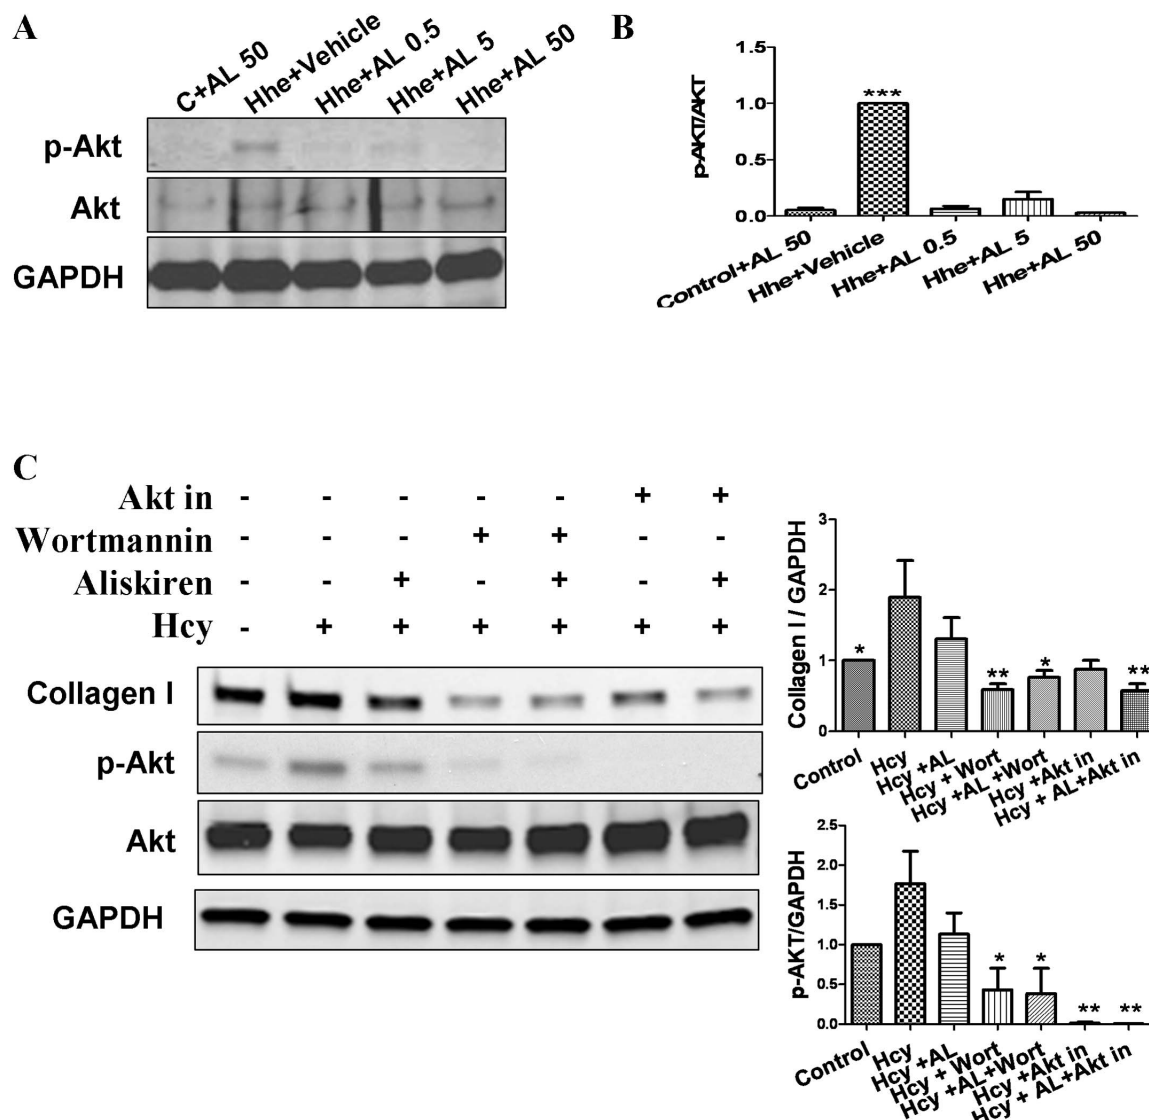 A
C+AL 50
Hhe+Vehicle
Hhe+AL 0.5
Hhe+AL 5
Hhe+AL 50
p-Akt
Akt
GAPDH
B
p-AKT/AKT
1.5
1.0
0.5
0.0
***
Control+AL 50
Hhe+Vehicle
Hhe+AL 0.5
Hhe+AL 5
Hhe+AL 50
C
Akt in - - - - - + +
Wortmannin - - - + + - -
Aliskiren - - + - + - +
Hcy - + + + + + +
Collagen I
p-Akt
Akt
GAPDH
Collagen I / GAPDH
3
2
1
0
* ** * **
Control
Hcy
Hcy +AL
Hcy + Wort
Hcy +AL +Wort
Hcy +Akt in
Hcy + AL+Akt in
p-AKT/GAPDH
2.5
2.0
1.5
1.0
0.5
0.0
* * ** **
Control
Hcy
Hcy +AL
Hcy + Wort
Hcy +AL+Wort
Hcy +Akt in
Hcy + AL+Akt in